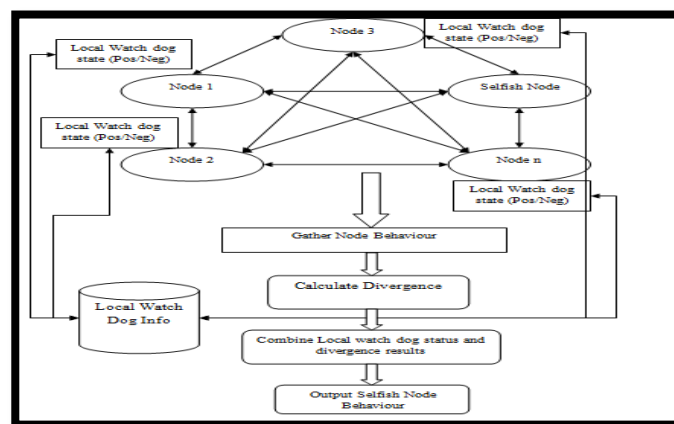 Node 3
Local Watch dog
state (Pos/Neg)
Local Watch dog
state (Pos/Neg)
Node 1
Selfish Node
Local Watch dog
state (Pos/Neg)
Node 2
Node n
Local Watch dog
state (Pos/Neg)
Gather Node Behaviour
Calculate Divergence
Local Watch
Dog Info
Combine Local watch dog status and
divergence results
Output Selfish Node
Behaviour